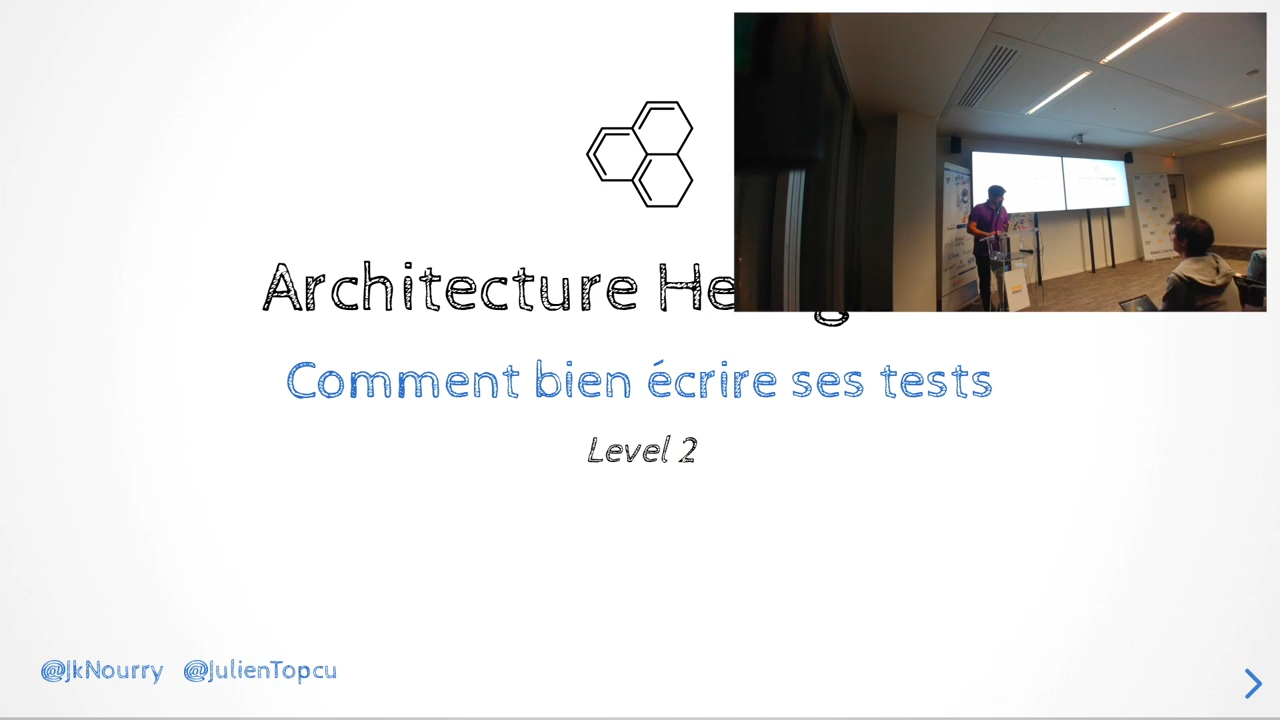 Architecture He
Comment bien écrire ses tests
Level 2
@JkNourry @JulienTopcu